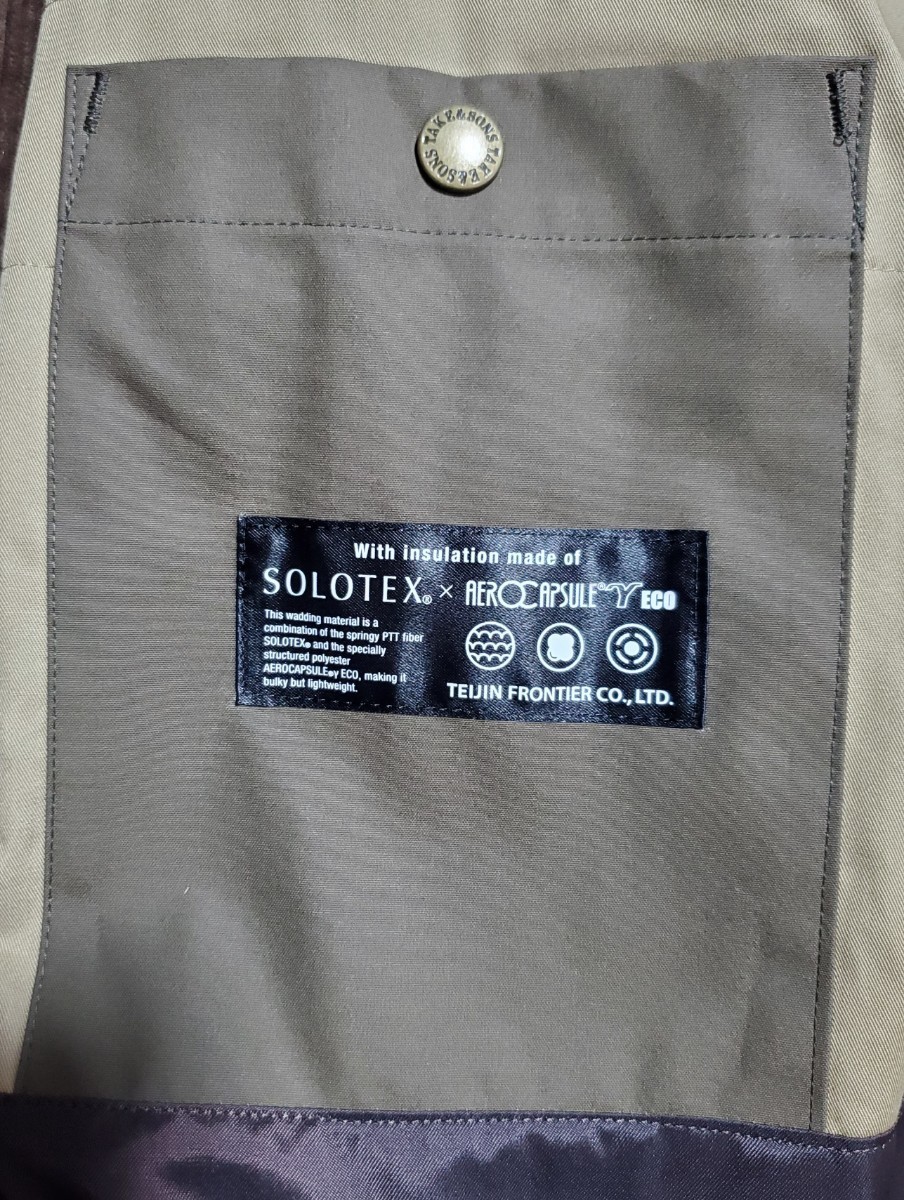 TAKE&SONS TAKE&SONS
With insulation made of
SOLOTEX® × AEROCAPSULE®γ ECO
This wadding material is a
combination of the springy PTT fiber
SOLOTEX® and the specially
structured polyester
AEROCAPSULE®γ ECO, making it
bulky but lightweight.
TEIJIN FRONTIER CO., LTD.